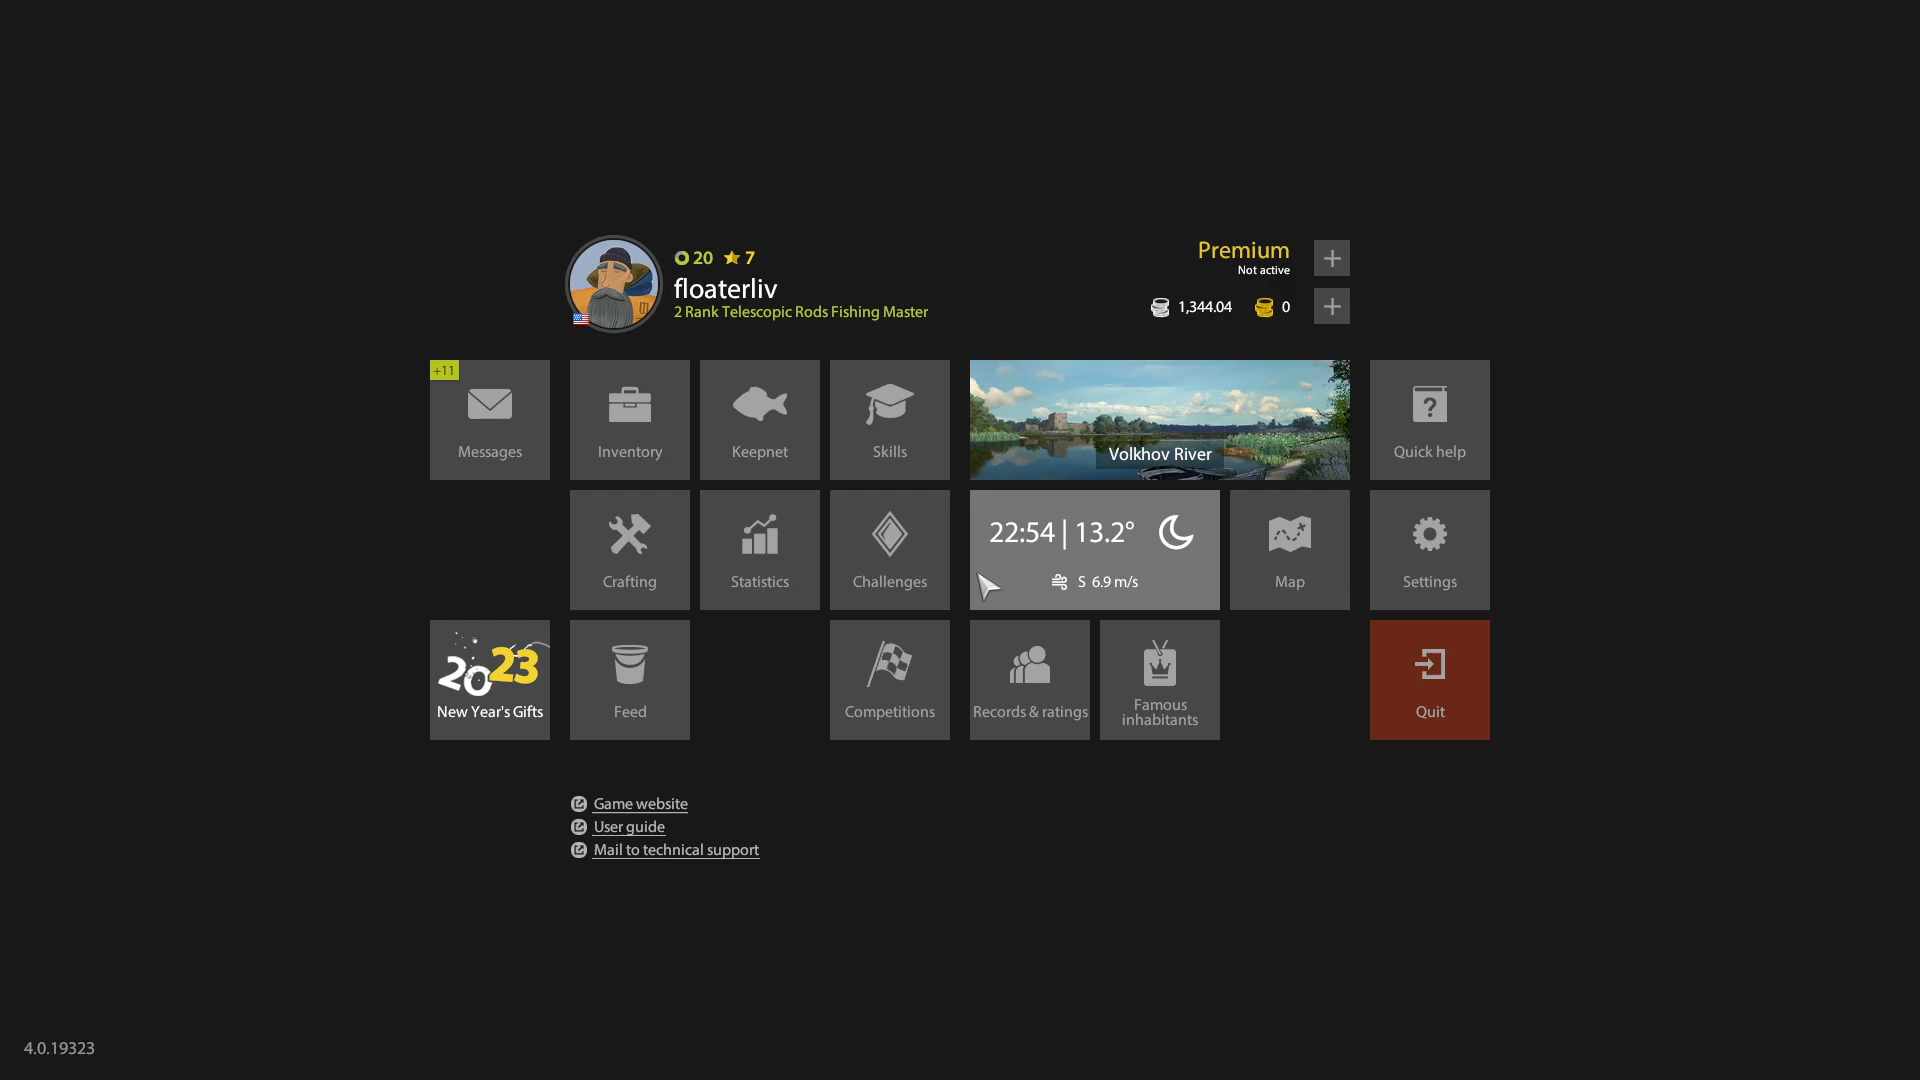 20 7
floaterliv
2 Rank Telescopic Rods Fishing Master
Premium
Not active
1,344.04 0
+11
Messages
Inventory
Keepnet
Skills
Volkhov River
Quick help
Crafting
Statistics
Challenges
22:54 | 13.2°
S 6.9 m/s
Map
Settings
2023
New Year's Gifts
Feed
Competitions
Records & ratings
Famous
inhabitants
Quit
Game website
User guide
Mail to technical support
4.0.19323